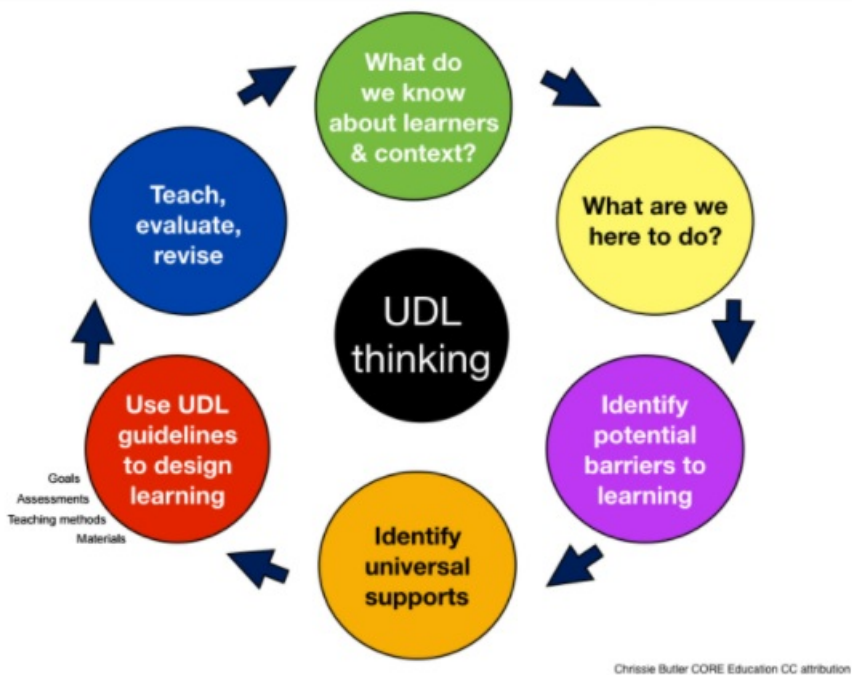 What do
we know
about learners
& context?
What are we
here to do?
Identify
potential
barriers to
learning
Identify
universal
supports
Use UDL
guidelines
to design
learning
Goals
Assessments
Teaching methods
Materials
Teach,
evaluate,
revise
UDL
thinking
Chrissie Butler CORE Education CC attribution